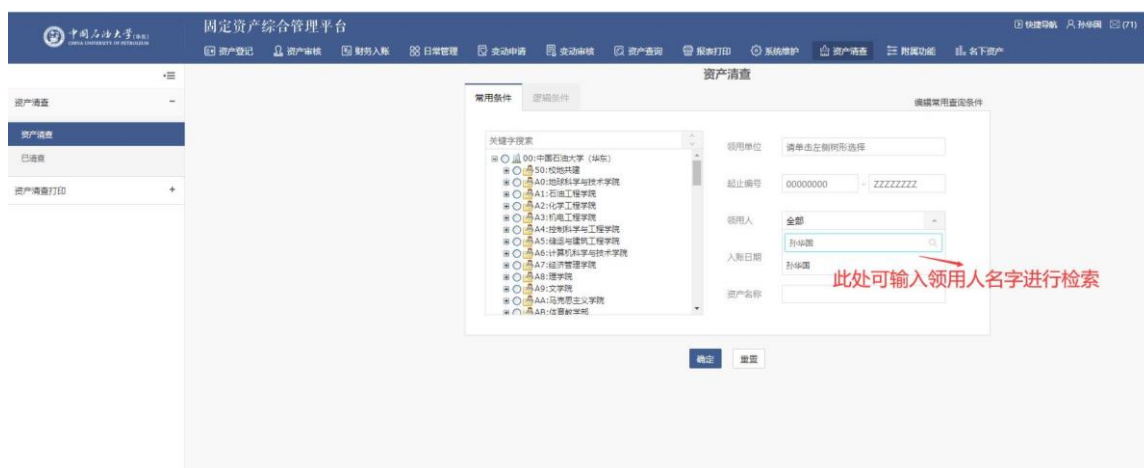 中国石油大学(华东)
CHINA UNIVERSITY OF PETROLEUM
固定资产综合管理平台
快捷导航 孙华国 (71)
资产登记 资产审核 财务入账 日常管理 变动申请 变动审核 资产查询 报表打印 系统维护 资产清查 附属功能 名下资产
资产清查 −
资产清查
已清查
资产清查打印 +
资产清查
常用条件 逻辑条件 编辑常用查询条件
关键字搜索
00:中国石油大学（华东）
50:校地共建
A0:地球科学与技术学院
A1:石油工程学院
A2:化学工程学院
A3:机电工程学院
A4:控制科学与工程学院
A5:储运与建筑工程学院
A6:计算机科学与技术学院
A7:经济管理学院
A8:理学院
A9:文学院
AA:马克思主义学院
AB:体育教学部
领用单位 请单击左侧树形选择
起止编号 00000000 - ZZZZZZZZ
领用人 全部
孙华国
入账日期 孙华国
此处可输入领用人名字进行检索
资产名称
确定 重置